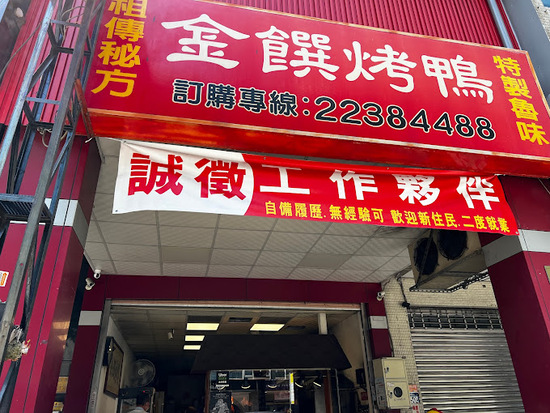 祖傳秘方
金饌烤鴨
特製魯味
訂購專線：22384488
誠徵工作夥伴
自備履歷.無經驗可 歡迎新住民.二度就業